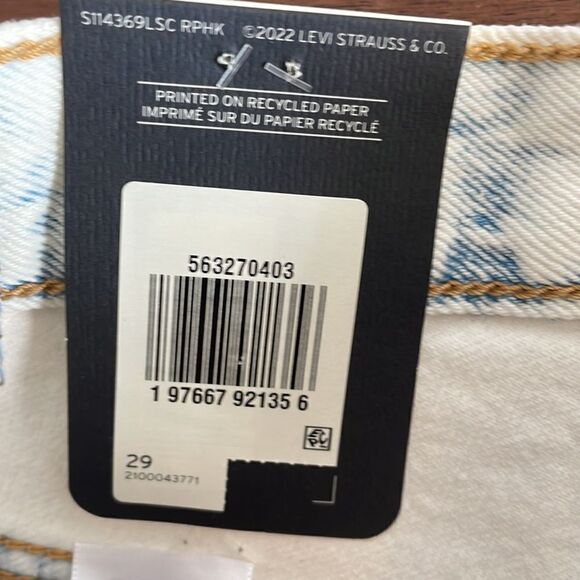 S114369LSC RPHK ©2022 LEVI STRAUSS & CO.
PRINTED ON RECYCLED PAPER
IMPRIMÉ SUR DU PAPIER RECYCLÉ
563270403
1 97667 92135 6
29
2100043771